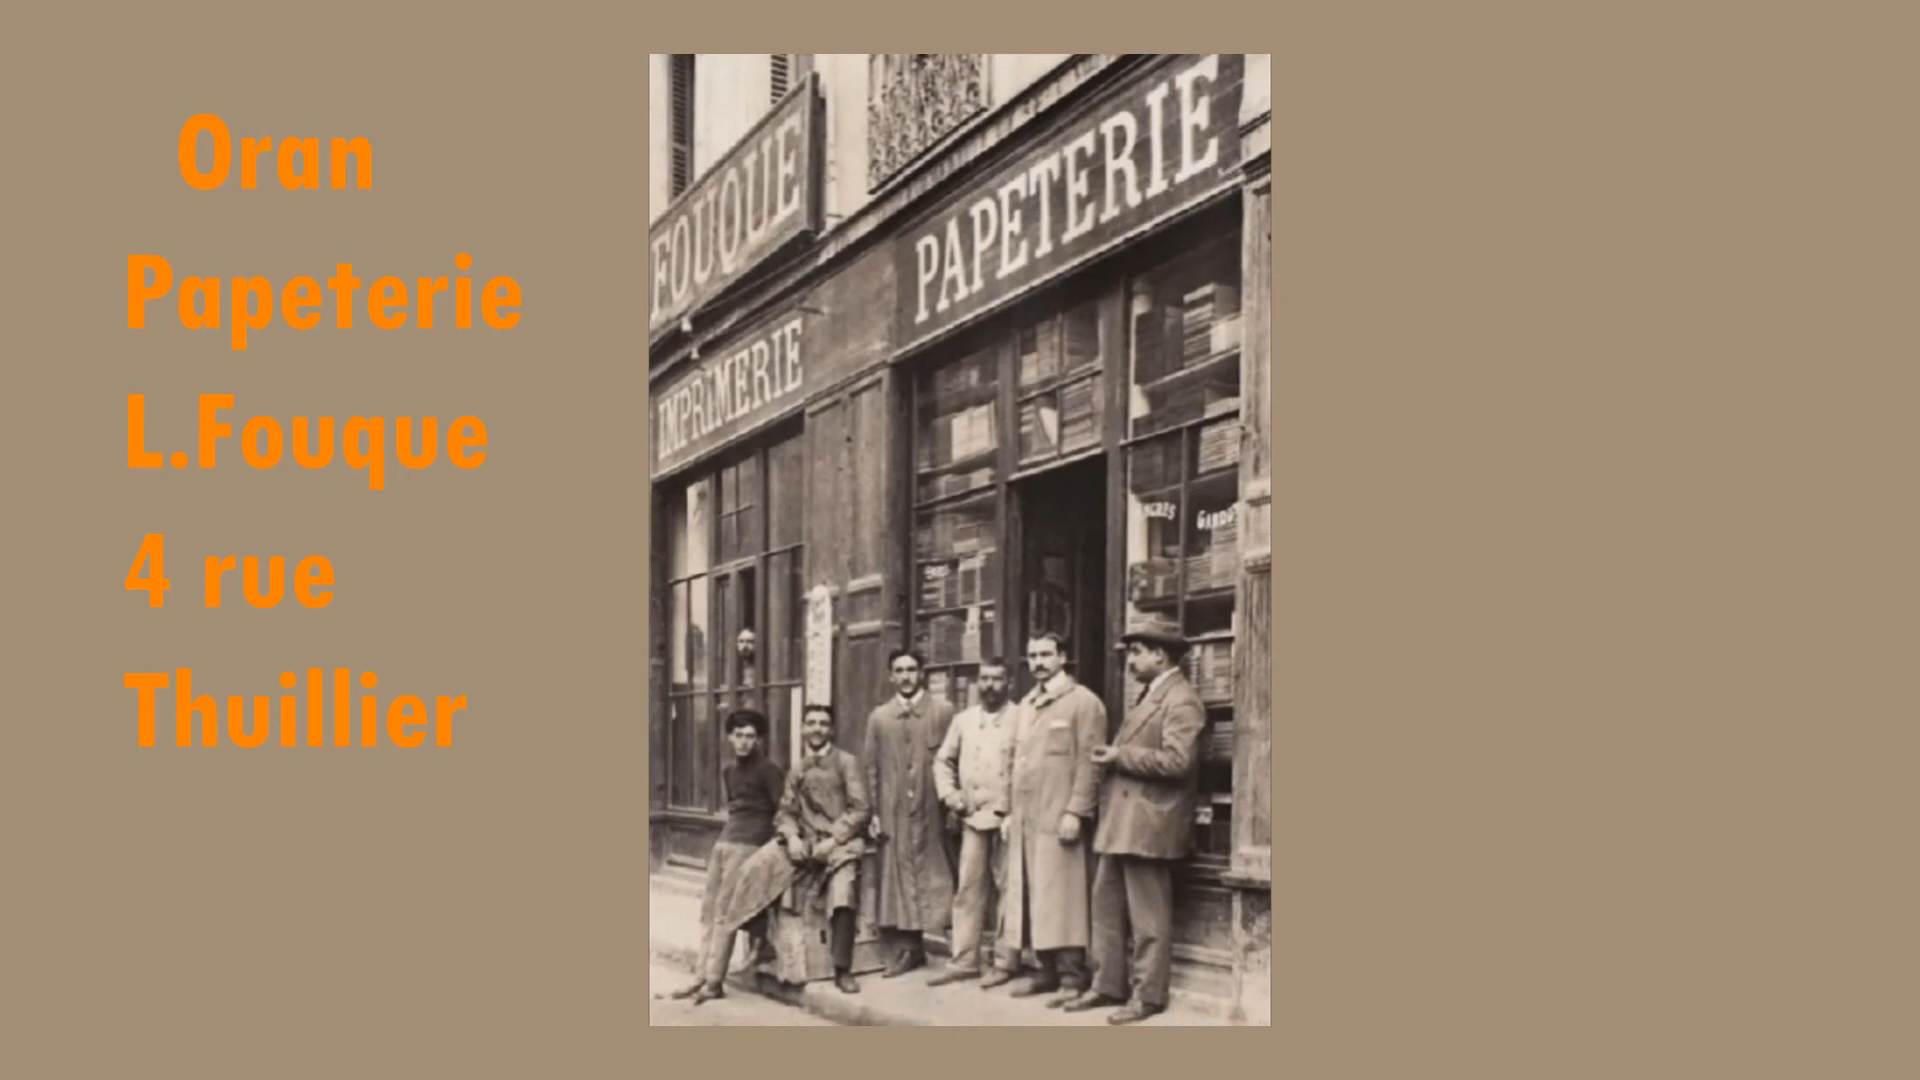 Oran
Papeterie
L.Fouque
4 rue
Thuillier
FOUQUE
PAPETERIE
IMPRIMERIE